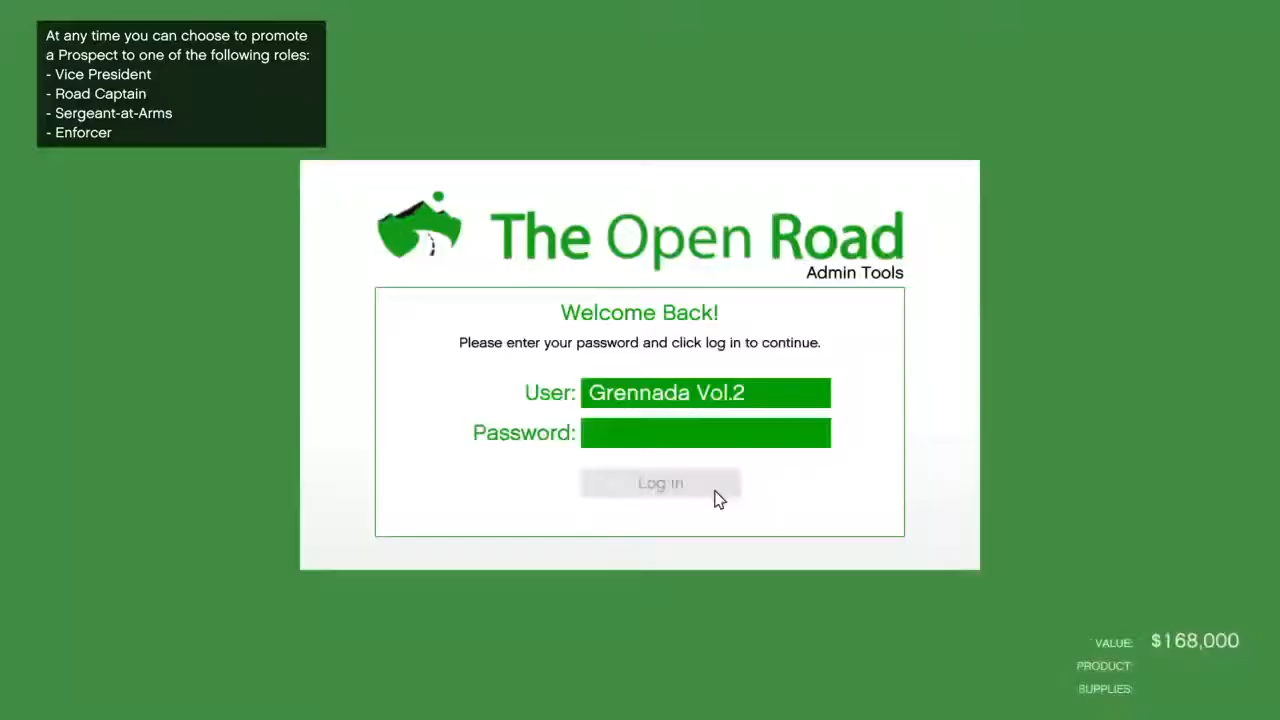 At any time you can choose to promote
a Prospect to one of the following roles:
- Vice President
- Road Captain
- Sergeant-at-Arms
- Enforcer
The Open Road
Admin Tools
Welcome Back!
Please enter your password and click log in to continue.
User: Grennada Vol.2
Password:
Log in
VALUE: $168,000
PRODUCT:
SUPPLIES: